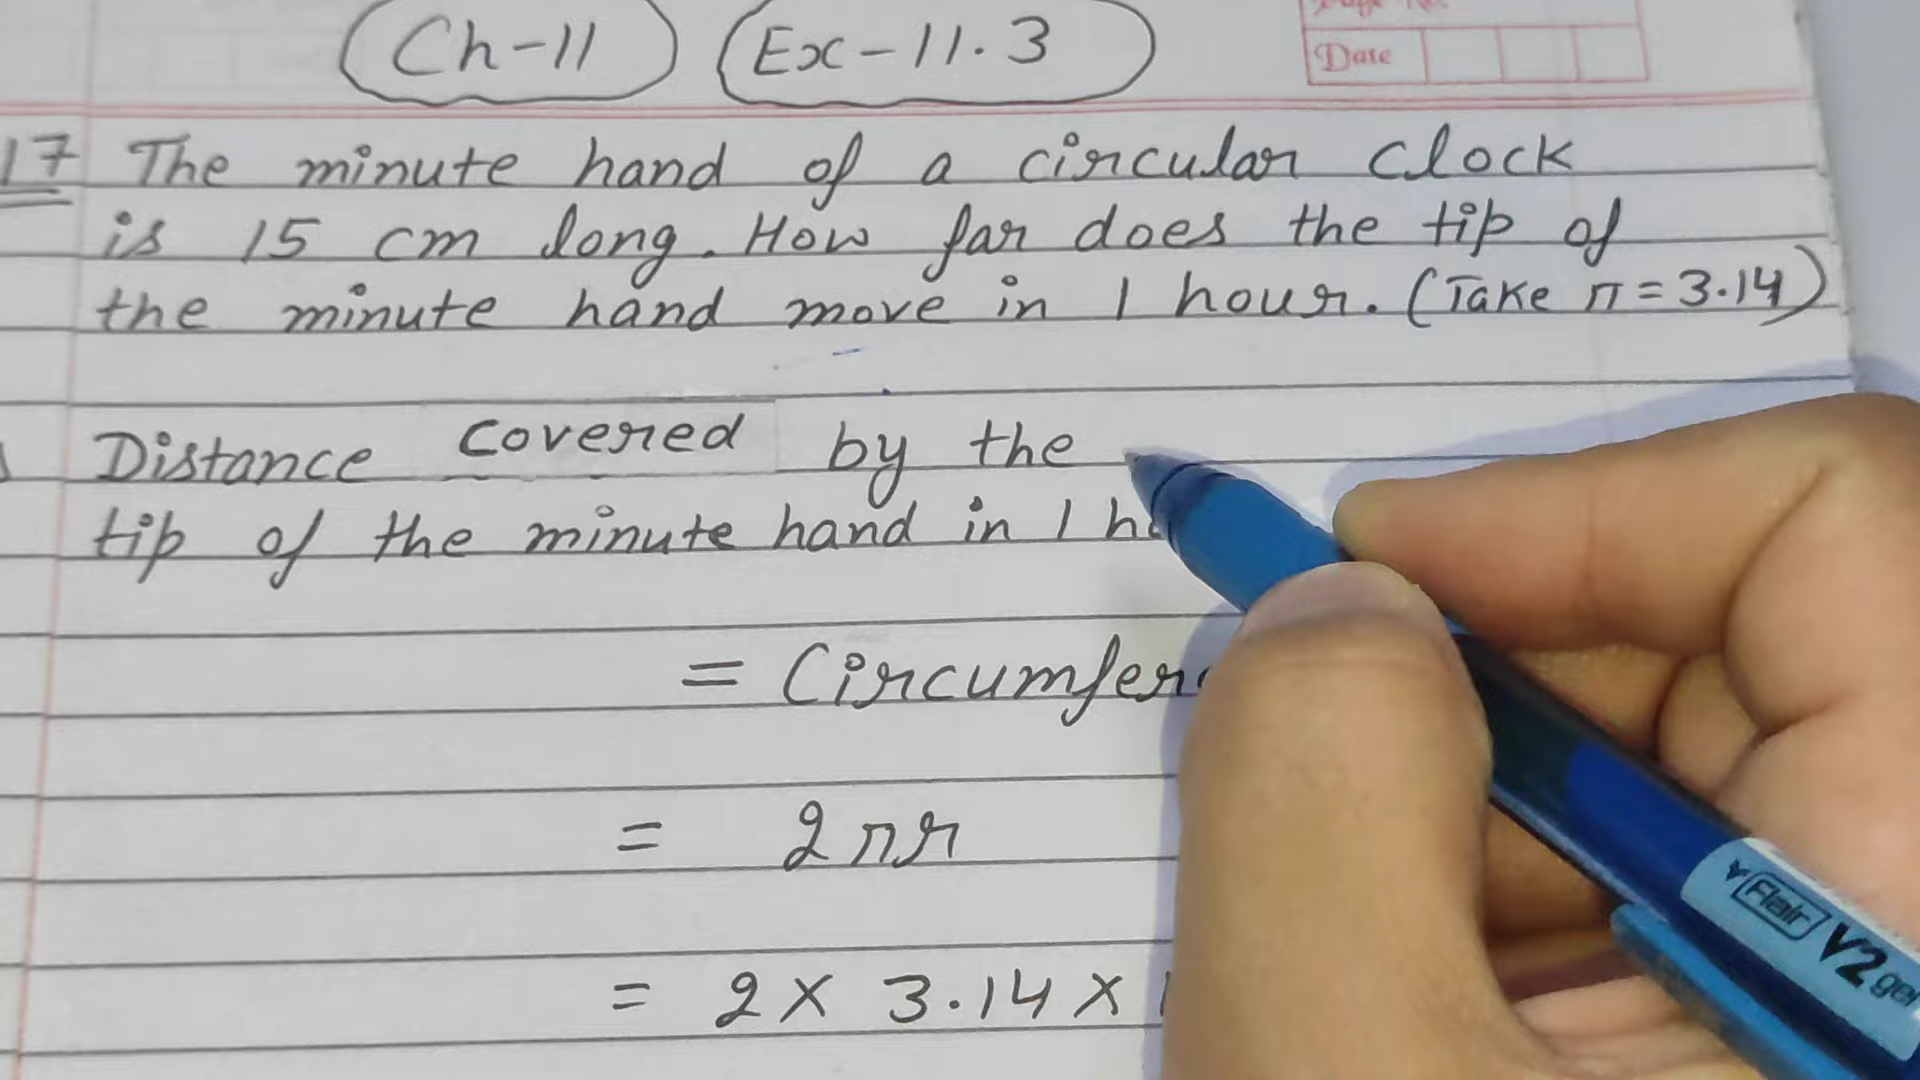 Ch-11 Ex-11.3
Date
17 The minute hand of a circular clock
is 15 cm long. How far does the tip of
the minute hand move in 1 hour. (Take π = 3.14)
Distance covered by the
tip of the minute hand in 1
=
= 2πr
= 2 × 3.14 ×
Flair V2 gel